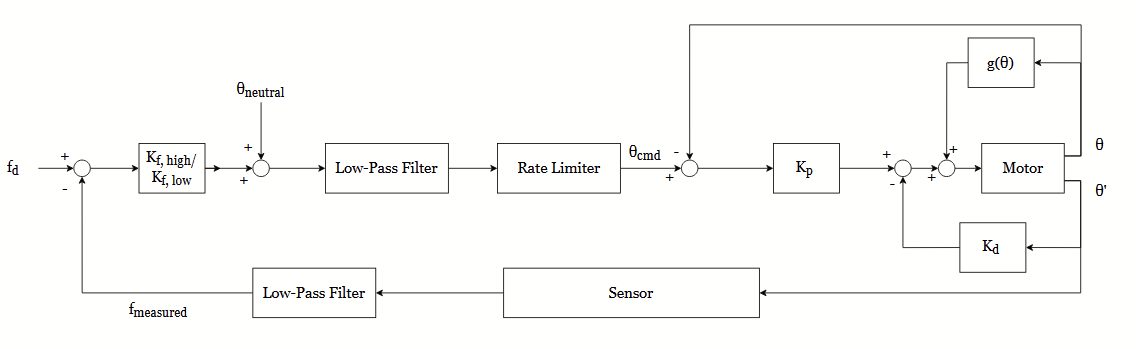 g(θ)
θneutral
+
-
+
+
Kf, high/
Kf, low
+
+
fd
-
Low-Pass Filter
Rate Limiter
θcmd
-
+
Kp
+
-
+
+
Motor
θ
θ'
Kd
Low-Pass Filter
Sensor
fmeasured